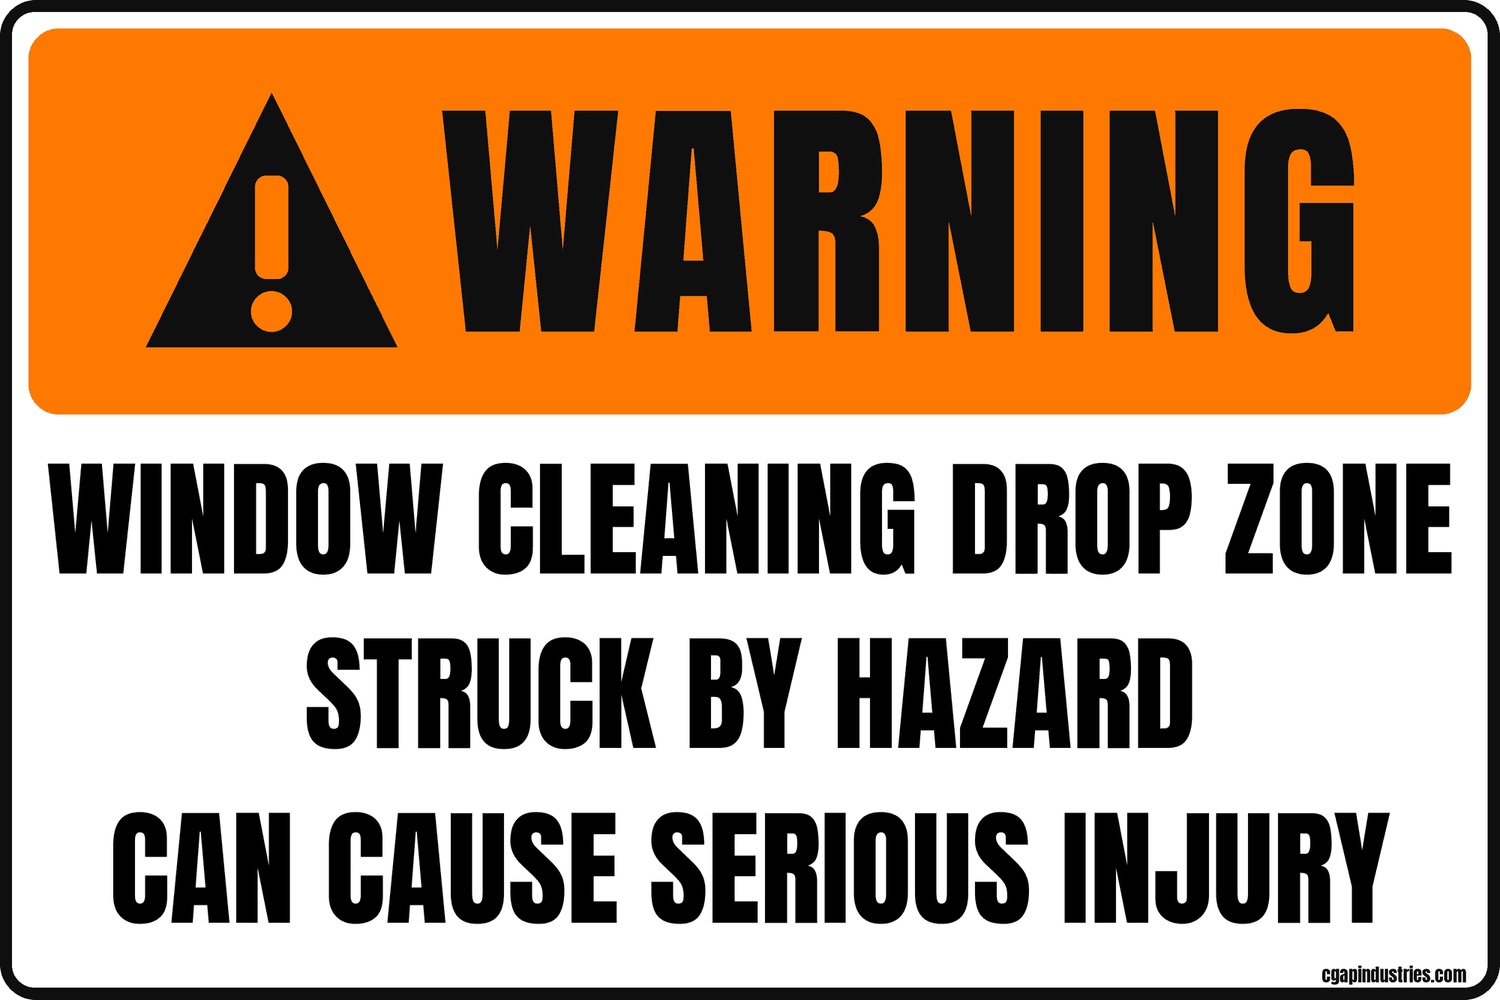 WARNING
WINDOW CLEANING DROP ZONE
STRUCK BY HAZARD
CAN CAUSE SERIOUS INJURY
cgapindustries.com